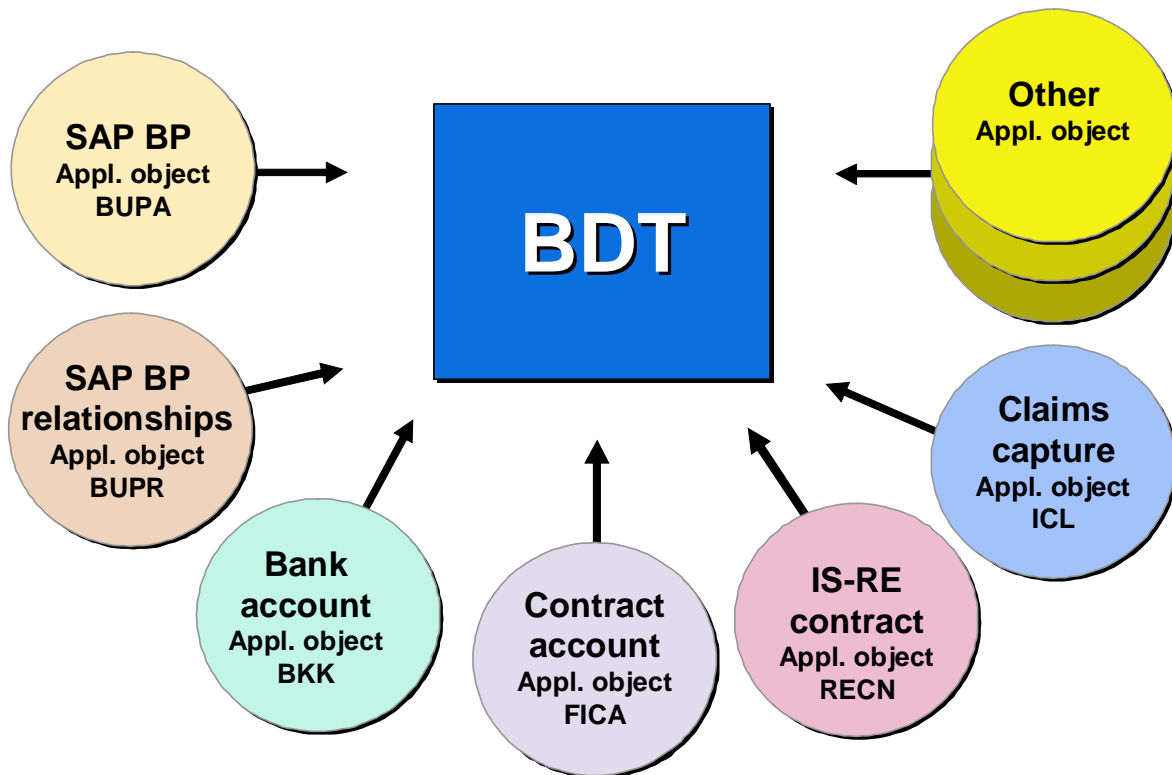 SAP BP
Appl. object
BUPA
BDT
Other
Appl. object
SAP BP
relationships
Appl. object
BUPR
Claims
capture
Appl. object
ICL
Bank
account
Appl. object
BKK
Contract
account
Appl. object
FICA
IS-RE
contract
Appl. object
RECN